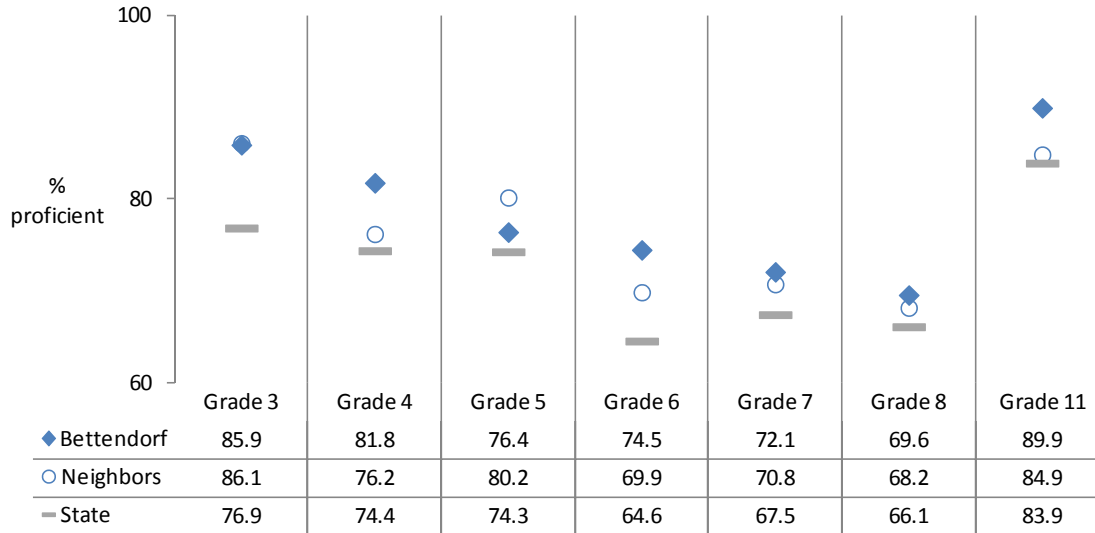 100
80
60
%
proficient
Grade 3 Grade 4 Grade 5 Grade 6 Grade 7 Grade 8 Grade 11
Bettendorf 85.9 81.8 76.4 74.5 72.1 69.6 89.9
Neighbors 86.1 76.2 80.2 69.9 70.8 68.2 84.9
State 76.9 74.4 74.3 64.6 67.5 66.1 83.9